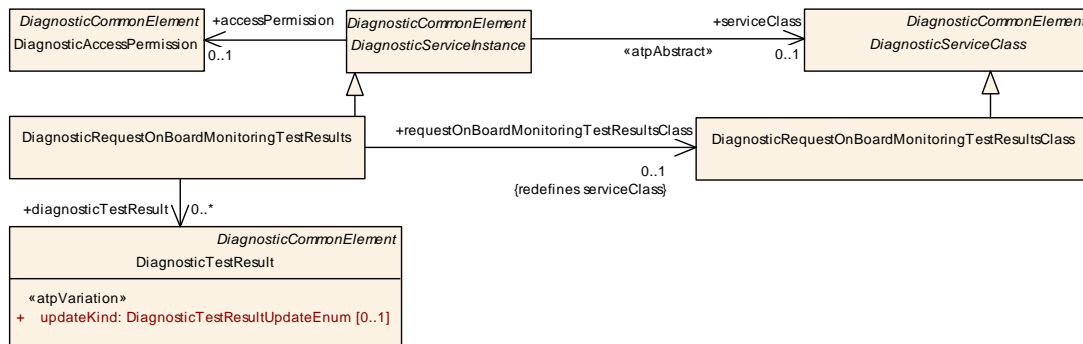 DiagnosticCommonElement
DiagnosticAccessPermission
+accessPermission
0..1
DiagnosticCommonElement
DiagnosticServiceInstance
+serviceClass
«atpAbstract»
0..1
DiagnosticCommonElement
DiagnosticServiceClass
DiagnosticRequestOnBoardMonitoringTestResults
+requestOnBoardMonitoringTestResultsClass
0..1
{redefines serviceClass}
DiagnosticRequestOnBoardMonitoringTestResultsClass
+diagnosticTestResult
0..*
DiagnosticCommonElement
DiagnosticTestResult
«atpVariation»
+ updateKind: DiagnosticTestResultUpdateEnum [0..1]